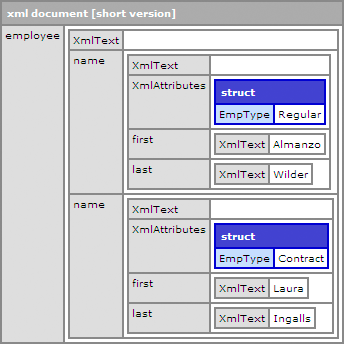 xml document [short version]
employee
XmlText
name
XmlText
XmlAttributes
struct
EmpType Regular
first
XmlText Almanzo
last
XmlText Wilder
name
XmlText
XmlAttributes
struct
EmpType Contract
first
XmlText Laura
last
XmlText Ingalls